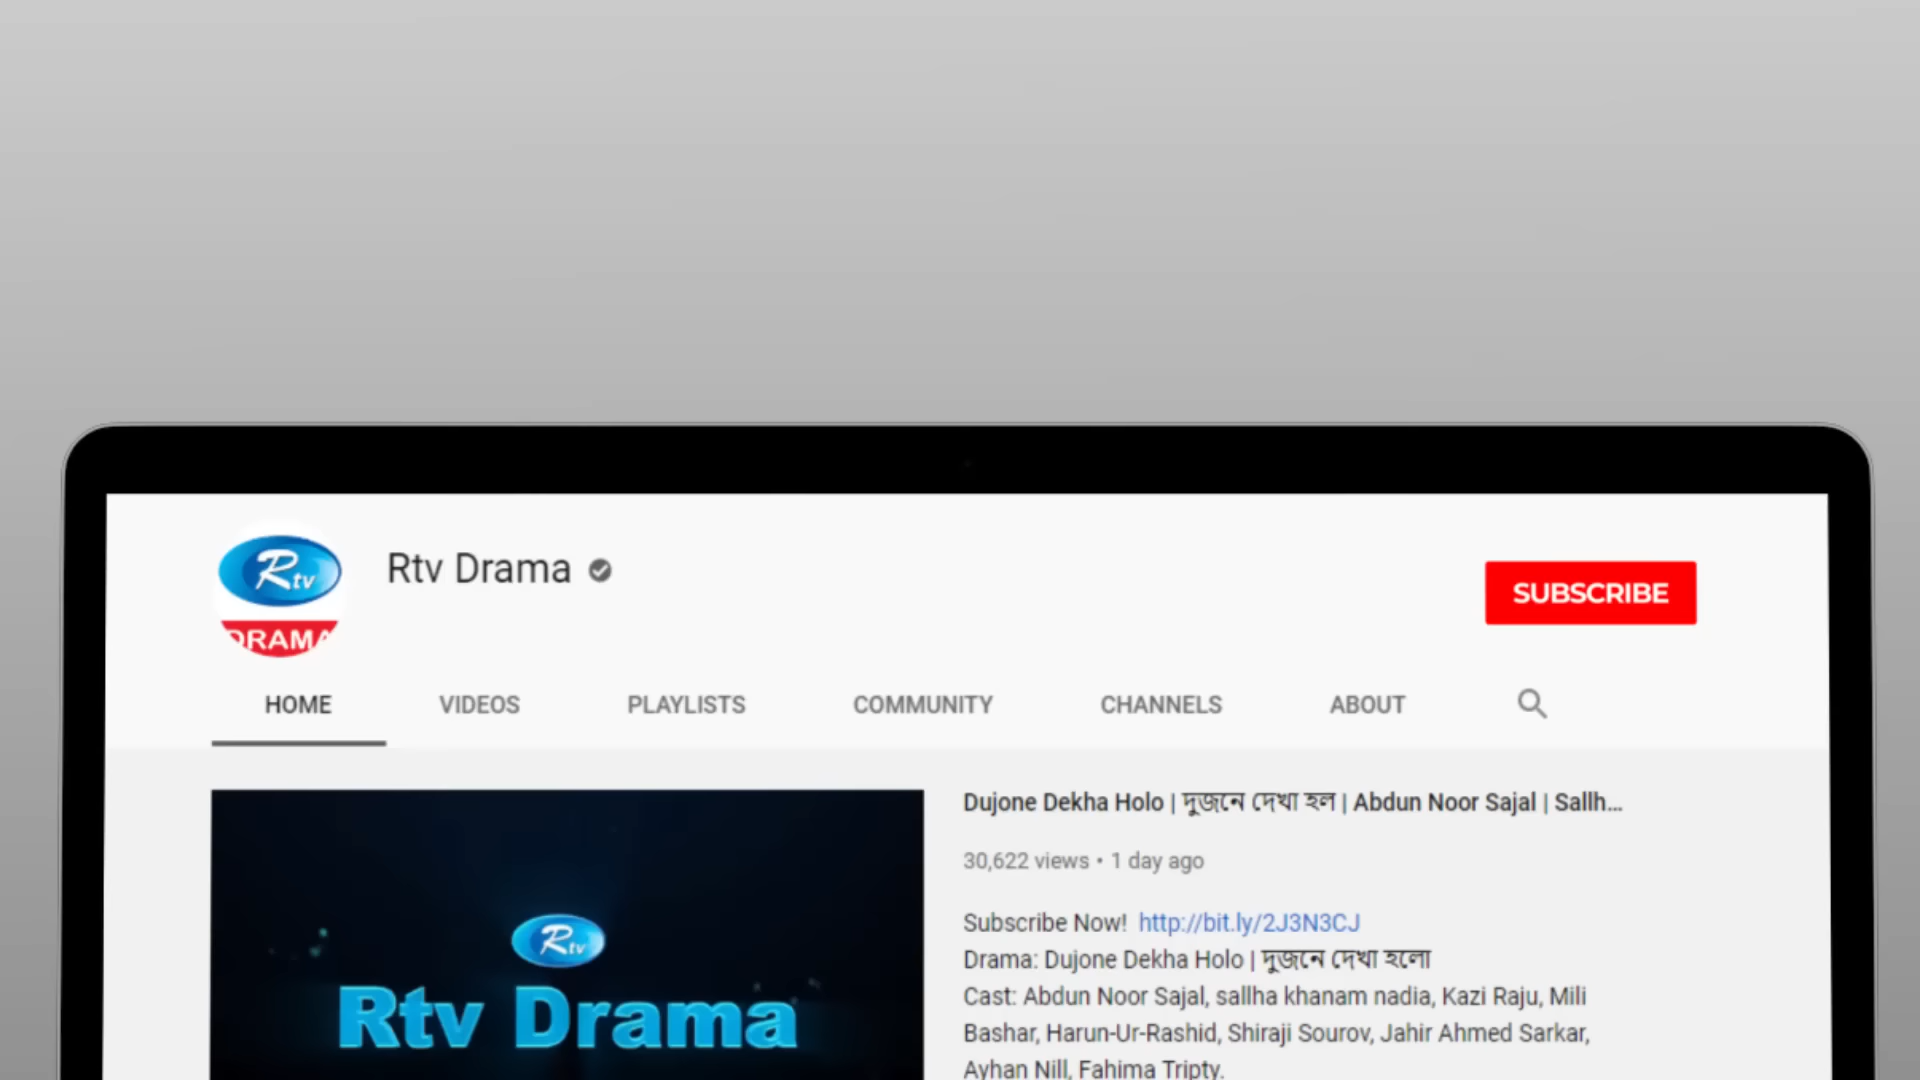 Rtv
DRAMA
Rtv Drama
SUBSCRIBE
HOME VIDEOS PLAYLISTS COMMUNITY CHANNELS ABOUT
Dujone Dekha Holo | দুজনে দেখা হল | Abdun Noor Sajal | Sallh...
30,622 views • 1 day ago
Subscribe Now! http://bit.ly/2J3N3CJ
Drama: Dujone Dekha Holo | দুজনে দেখা হলো
Cast: Abdun Noor Sajal, sallha khanam nadia, Kazi Raju, Mili
Bashar, Harun-Ur-Rashid, Shiraji Sourov, Jahir Ahmed Sarkar,
Ayhan Nill, Fahima Tripty.
Rtv
Rtv Drama